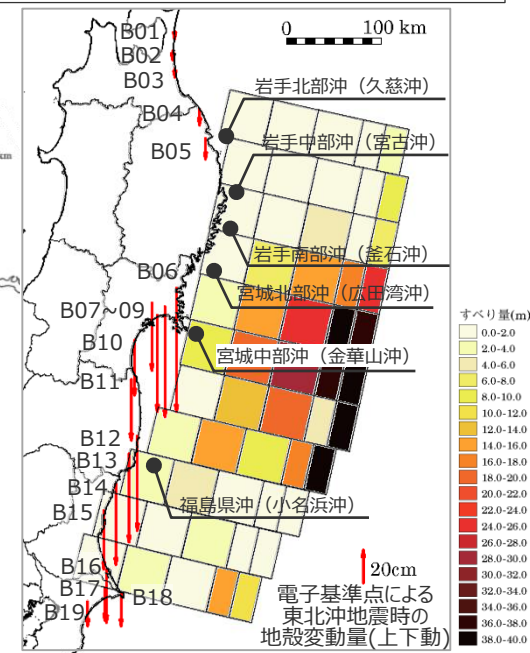 B01
0 100 km
B02
B03
岩手北部沖（久慈沖）
B04
岩手中部沖（宮古沖）
B05
km
岩手南部沖（釜石沖）
B06
宮城北部沖（広田湾沖）
B07~09
B10
宮城中部沖（金華山沖）
B11
B12
B13
B14
福島県沖（小名浜沖）
B15
B16
B17
B18
B19
20cm
電子基準点による
東北沖地震時の
地殻変動量(上下動)
すべり量(m)
0.0-2.0
2.0-4.0
4.0-6.0
6.0-8.0
8.0-10.0
10.0-12.0
12.0-14.0
14.0-16.0
16.0-18.0
18.0-20.0
20.0-22.0
22.0-24.0
24.0-26.0
26.0-28.0
28.0-30.0
30.0-32.0
32.0-34.0
34.0-36.0
36.0-38.0
38.0-40.0